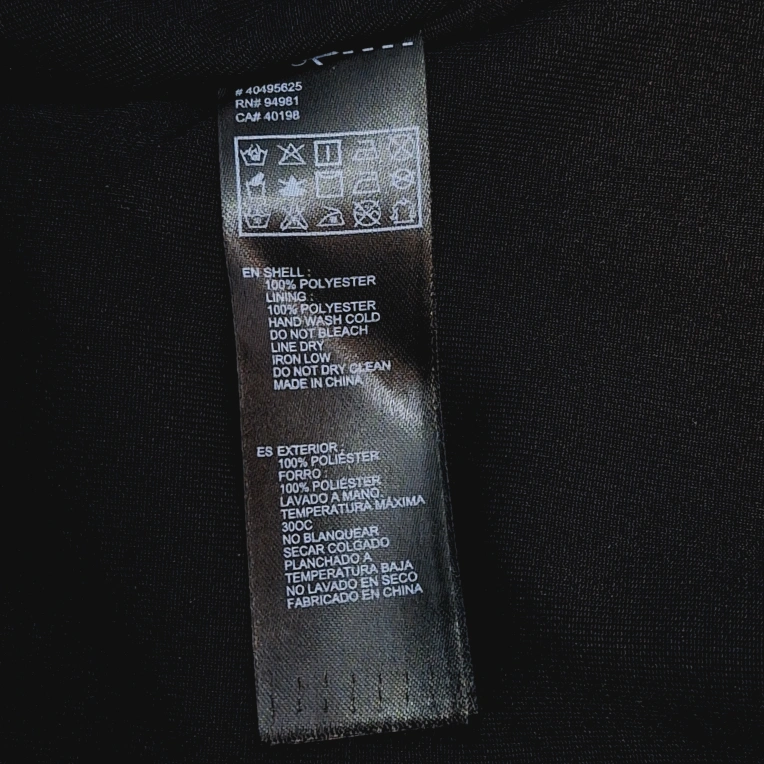 # 40495625
RN# 94981
CA# 40198
EN SHELL :
100% POLYESTER
LINING :
100% POLYESTER
HAND WASH COLD
DO NOT BLEACH
LINE DRY
IRON LOW
DO NOT DRY CLEAN
MADE IN CHINA
ES EXTERIOR :
100% POLIÉSTER
FORRO :
100% POLIÉSTER
LAVADO A MANO.
TEMPERATURA MÁXIMA
30OC
NO BLANQUEAR
SECAR COLGADO
PLANCHADO A
TEMPERATURA BAJA
NO LAVADO EN SECO
FABRICADO EN CHINA